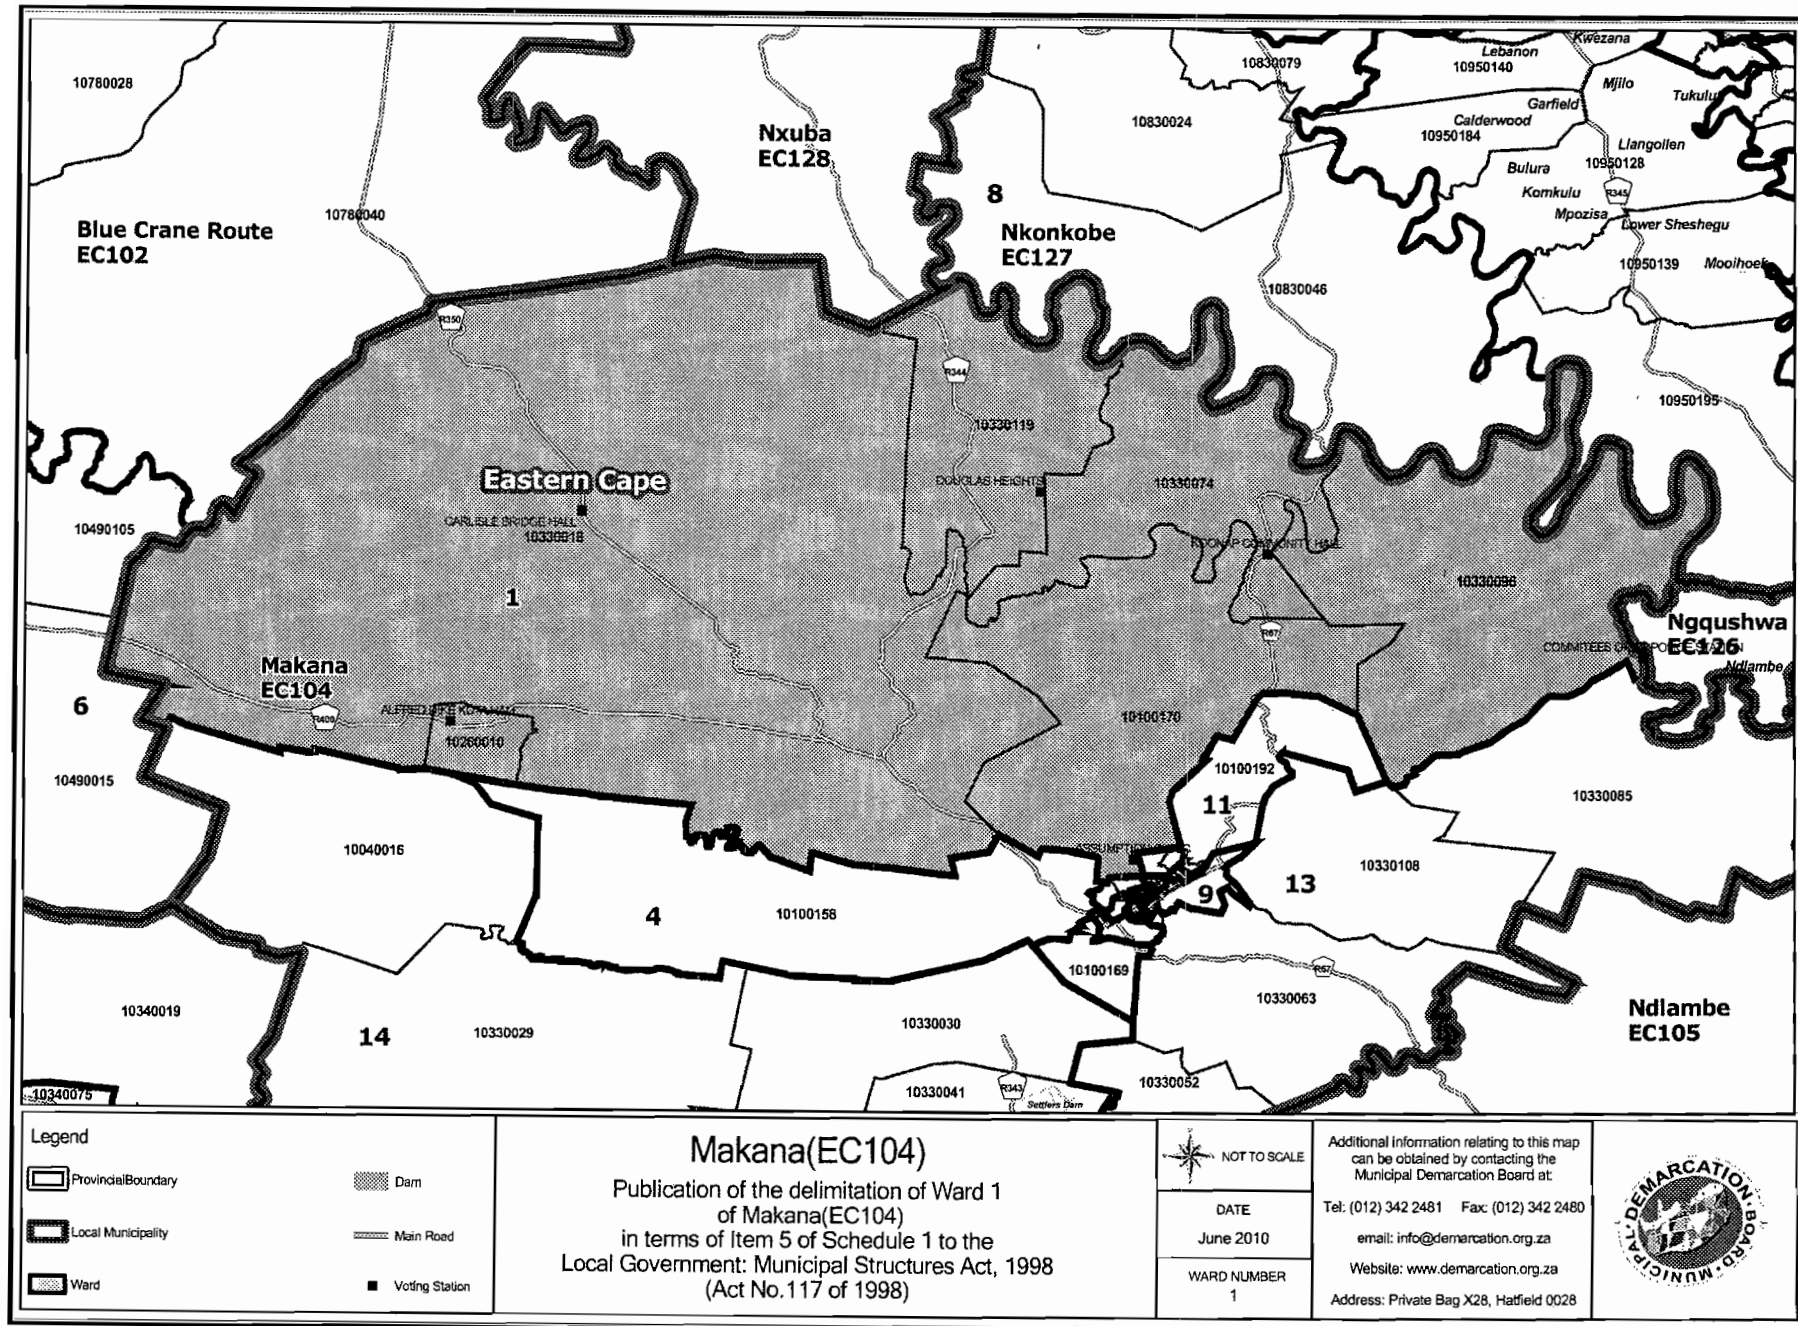 10780028
Nxuba
EC128
8
10830024
10830079
Lebanon
10950140
Kwezana
Mjilo
Tukulu
Garfield
Calderwood
10950184
Llangollen
10950128
Bulura
Komkulu
R345
Mpozisa
Lower Sheshegu
10950139
Mooihoek
10780040
Blue Crane Route
EC102
Nkonkobe
EC127
10830046
R350
R344
10950195
10330119
Eastern Cape
DOUGLAS HEIGHTS
10330074
CARLISLE BRIDGE HALL
10330018
10490105
10330096
1
R67
Ngqushwa
EC126
Ndlambe
Makana
EC104
6
R400
10260010
10100170
10490015
10100192
11
10330085
10040016
10330108
13
9
4
10100158
10100169
R67
10330063
Ndlambe
EC105
10340019
14
10330029
10330030
10330052
10330041
R343
Settlers Dam
10340075
Legend
ProvincialBoundary
Dam
Local Municipality
Main Road
Ward
Voting Station
Makana(EC104)
Publication of the delimitation of Ward 1
of Makana(EC104)
in terms of Item 5 of Schedule 1 to the
Local Government: Municipal Structures Act, 1998
(Act No.117 of 1998)
NOT TO SCALE
DATE
June 2010
WARD NUMBER
1
Additional information relating to this map
can be obtained by contacting the
Municipal Demarcation Board at:
Tel: (012) 342 2481 Fax: (012) 342 2480
email: info@demarcation.org.za
Website: www.demarcation.org.za
Address: Private Bag X28, Hatfield 0028
MUNICIPAL DEMARCATION BOARD